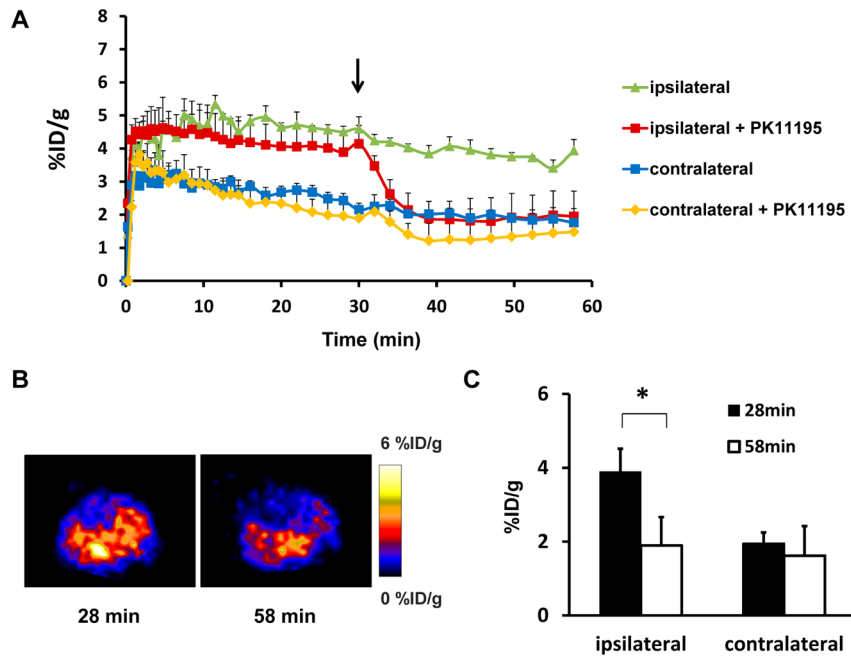 A
8
7
6
5
4
3
2
1
0
%ID/g
0 10 20 30 40 50 60
Time (min)
ipsilateral
ipsilateral + PK11195
contralateral
contralateral + PK11195
B
6 %ID/g
0 %ID/g
28 min 58 min
C
6
4
2
0
%ID/g
*
28min
58min
ipsilateral contralateral